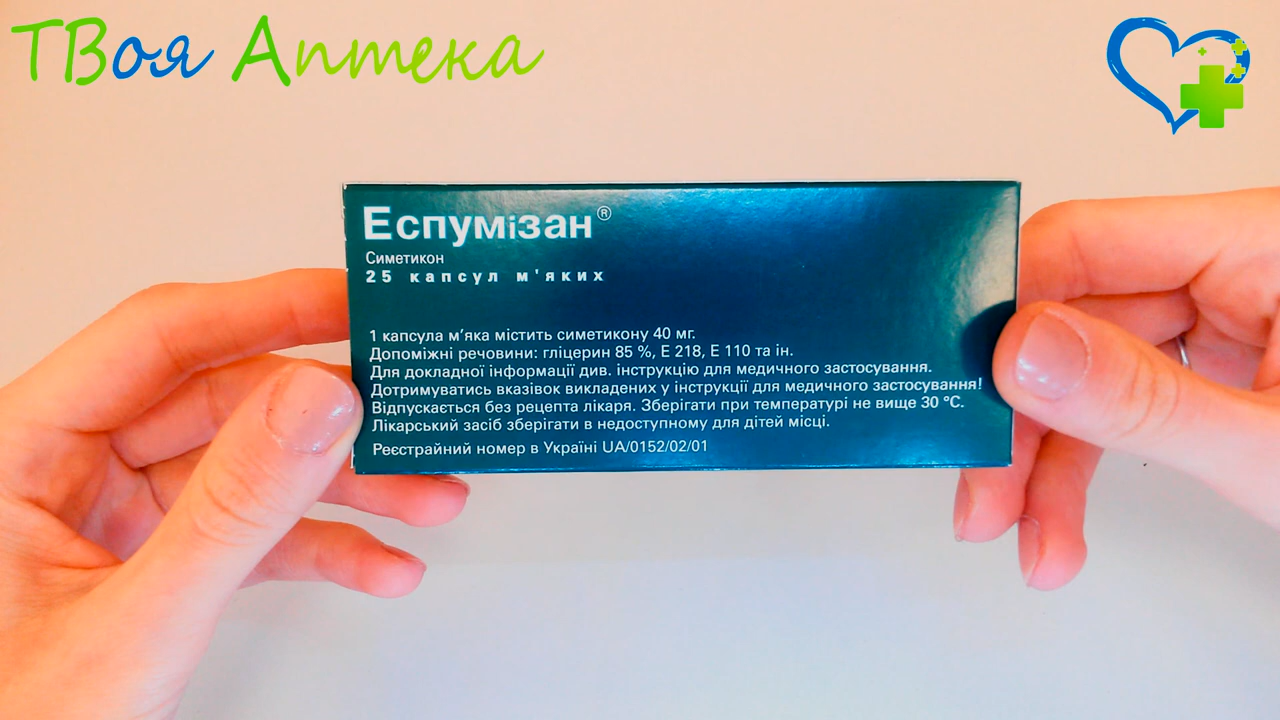 ТВоя Аптека
Еспумізан®
Симетикон
25 капсул м'яких
1 капсула м'яка містить симетикону 40 мг.
Допоміжні речовини: гліцерин 85 %, Е 218, Е 110 та ін.
Для докладної інформації див. інструкцію для медичного застосування.
Дотримуватись вказівок викладених у інструкції для медичного застосування!
Відпускається без рецепта лікаря. Зберігати при температурі не вище 30 °С.
Лікарський засіб зберігати в недоступному для дітей місці.
Реєстрайний номер в Україні UA/0152/02/01